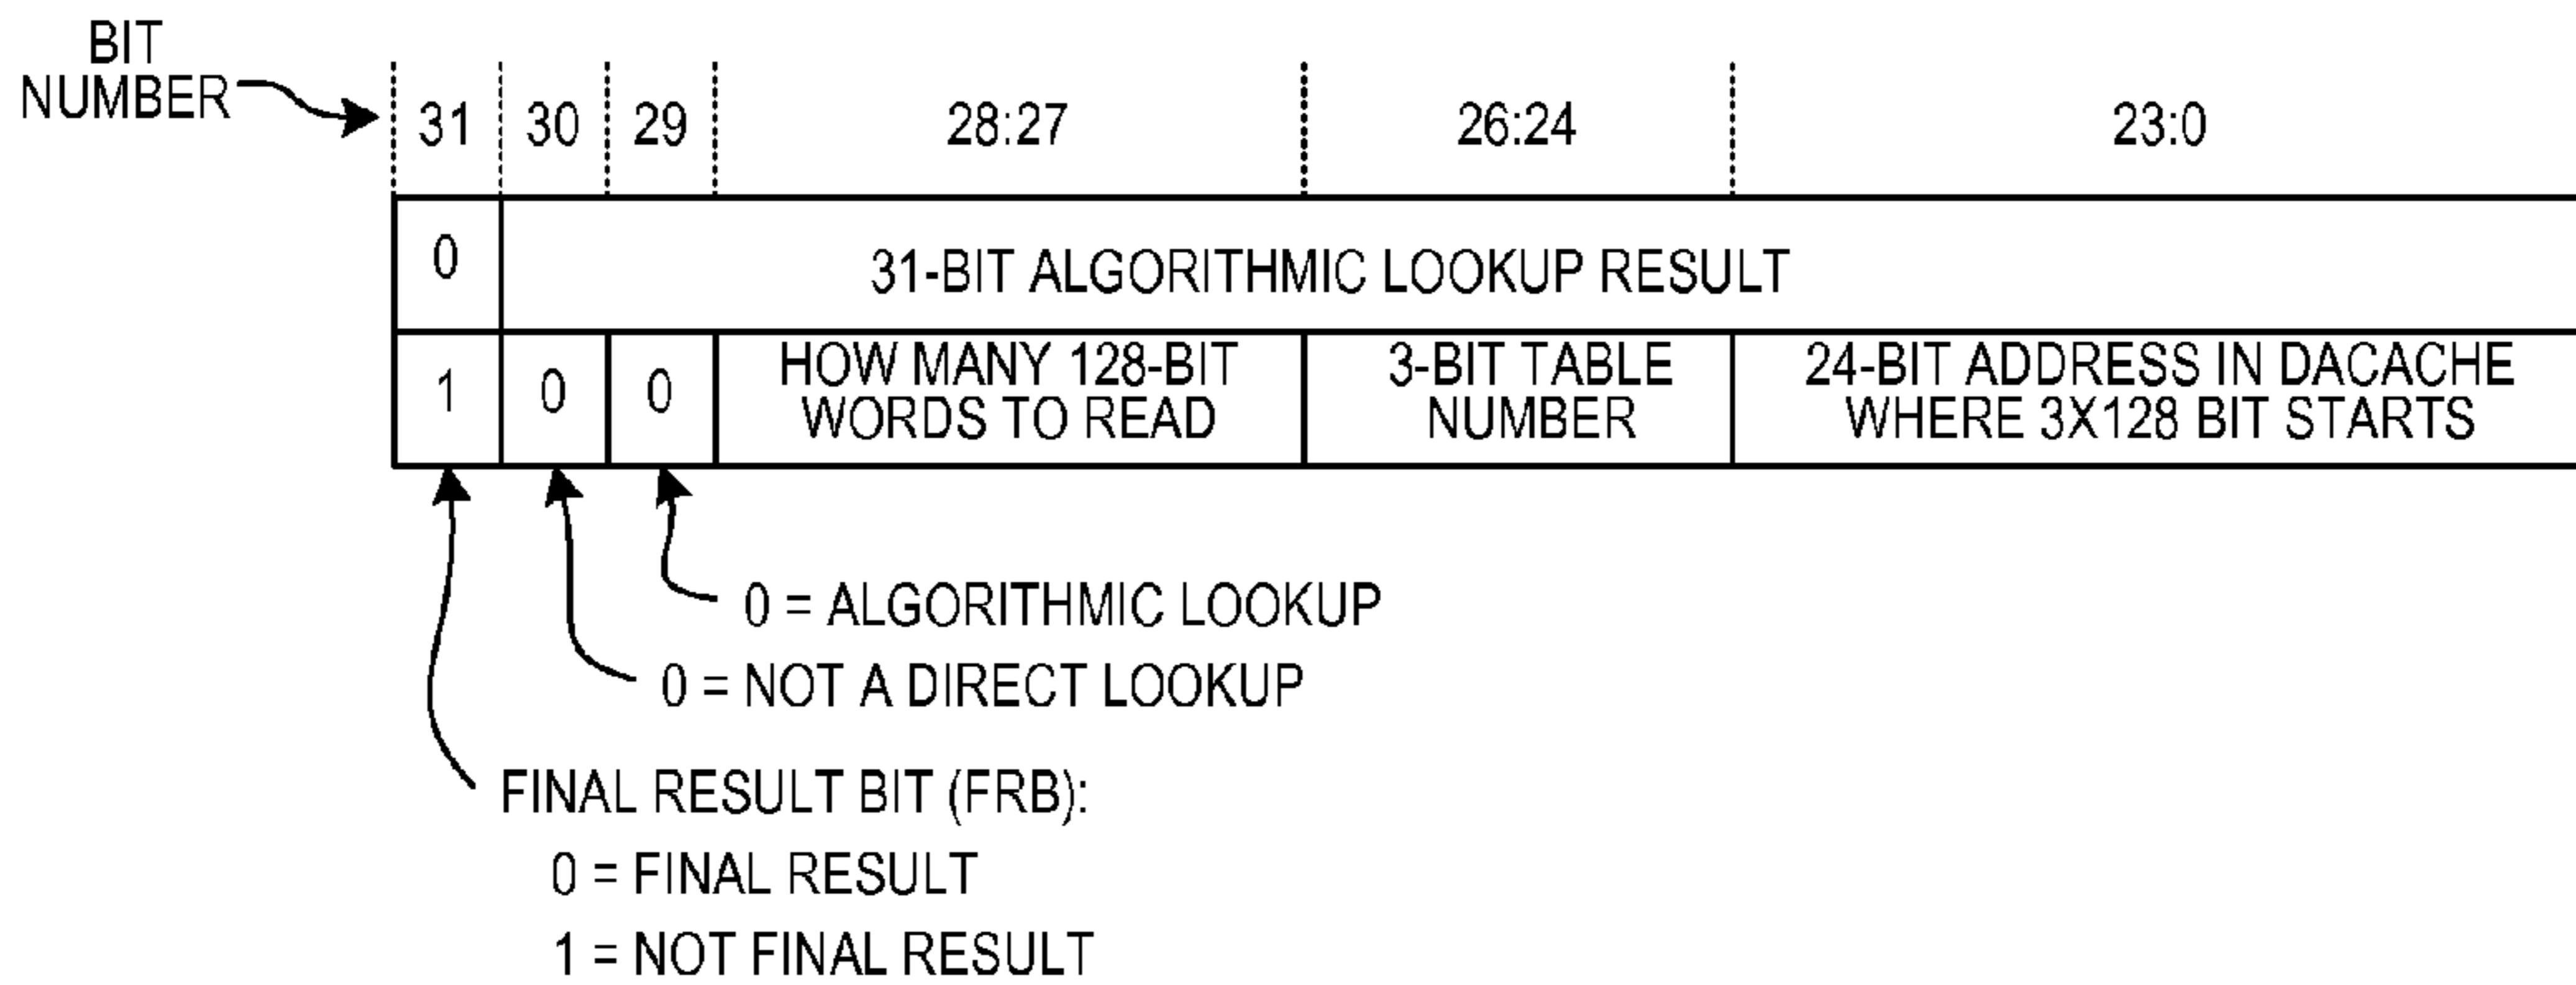 BIT
NUMBER
31 30 29 28:27 26:24 23:0
0 31-BIT ALGORITHMIC LOOKUP RESULT
1 0 0
HOW MANY 128-BIT
WORDS TO READ
3-BIT TABLE
NUMBER
24-BIT ADDRESS IN DACACHE
WHERE 3X128 BIT STARTS
0 = ALGORITHMIC LOOKUP
0 = NOT A DIRECT LOOKUP
FINAL RESULT BIT (FRB):
0 = FINAL RESULT
1 = NOT FINAL RESULT